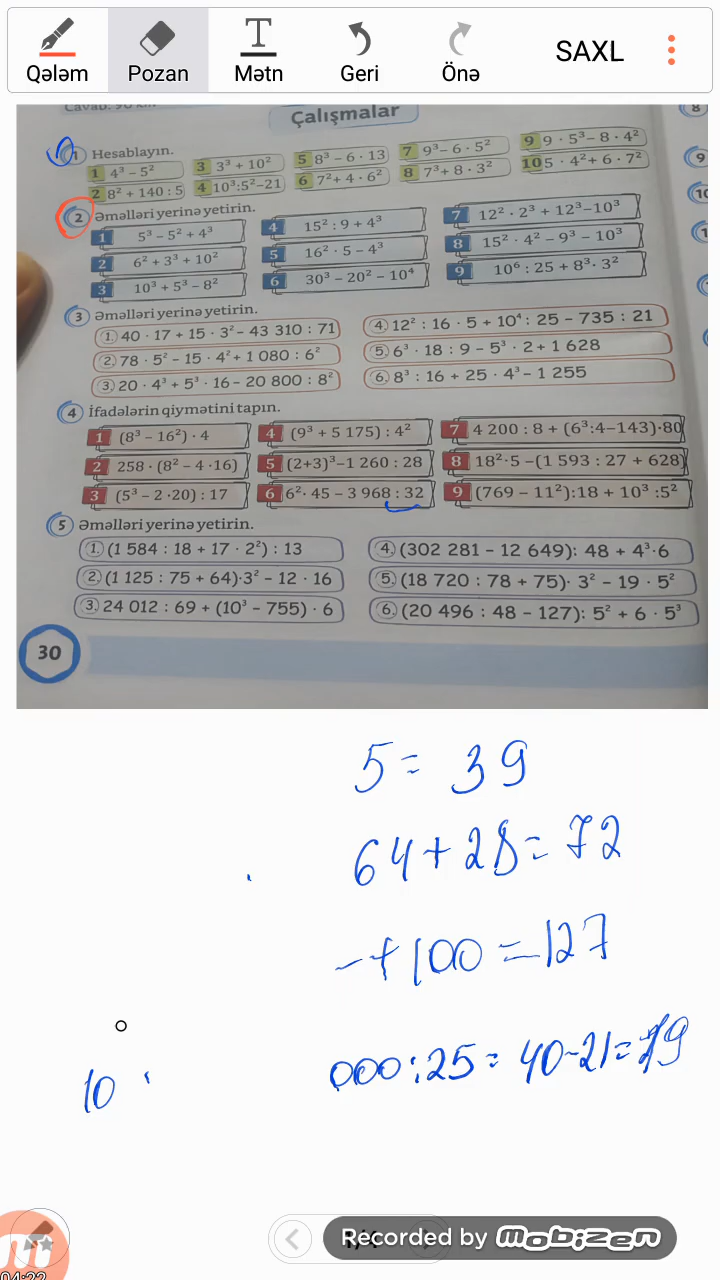 Qələm Pozan Mətn Geri Önə SAXL
Çalışmalar
1 Hesablayın.
1 4³ – 5²
2 8² + 140 : 5
3 3³ + 10²
4 10³:5²–21
5 8³ – 6 · 13
6 7² + 4 · 6²
7 9³ – 6 · 5²
8 7³ + 8 · 3²
9 9 · 5³ – 8 · 4²
10 5 · 4² + 6 · 7²
2 Əməlləri yerinə yetirin.
1 5³ – 5² + 4³
2 6² + 3³ + 10²
3 10³ + 5³ – 8²
4 15² : 9 + 4³
5 16² · 5 – 4³
6 30³ – 20² – 10⁴
7 12² · 2³ + 12³ – 10³
8 15² · 4² – 9³ – 10³
9 10⁶ : 25 + 8³ · 3²
3 Əməlləri yerinə yetirin.
1. 40 · 17 + 15 · 3² – 43 310 : 71
2. 78 · 5² – 15 · 4² + 1 080 : 6²
3. 20 · 4³ + 5³ · 16 – 20 800 : 8²
4. 12² : 16 · 5 + 10⁴ : 25 – 735 : 21
5. 6³ · 18 : 9 – 5³ · 2 + 1 628
6. 8³ : 16 + 25 · 4³ – 1 255
4 İfadələrin qiymətini tapın.
1 (8³ – 16²) · 4
2 258 · (8² – 4 · 16)
3 (5³ – 2 · 20) : 17
4 (9³ + 5 175) : 4²
5 (2+3)³ – 1 260 : 28
6 6² · 45 – 3 968 : 32
7 4 200 : 8 + (6³:4–143)·80
8 18²·5 – (1 593 : 27 + 628)
9 (769 – 11²):18 + 10³ :5²
5 Əməlləri yerinə yetirin.
1. (1 584 : 18 + 17 · 2²) : 13
2. (1 125 : 75 + 64)·3² – 12 · 16
3. 24 012 : 69 + (10³ – 755) · 6
4. (302 281 – 12 649): 48 + 4³·6
5. (18 720 : 78 + 75)· 3² – 19 · 5²
6. (20 496 : 48 – 127): 5² + 6 · 5³
30
5 = 39
64 + 28 = 72
+ 100 = 127
10 000 : 25 = 40 – 21 = 19
Recorded by mobizen
04:22